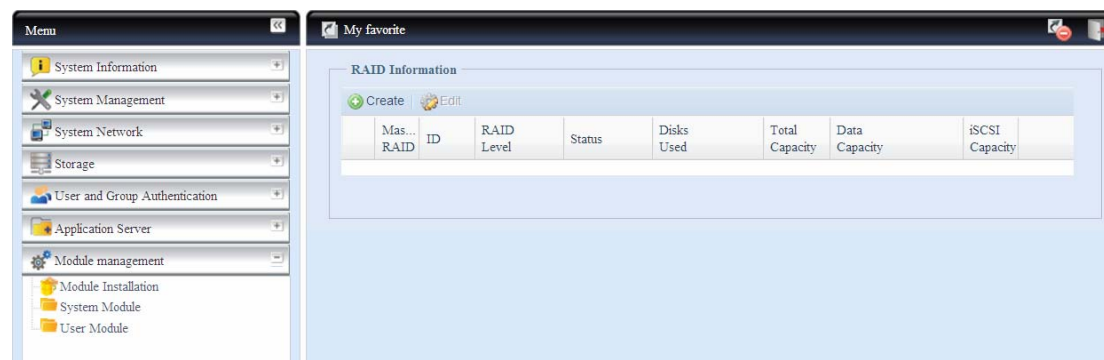 Menu
System Information
System Management
System Network
Storage
User and Group Authentication
Application Server
Module management
Module Installation
System Module
User Module
My favorite
RAID Information
Create Edit
Mas... RAID ID RAID Level Status Disks Used Total Capacity Data Capacity iSCSI Capacity